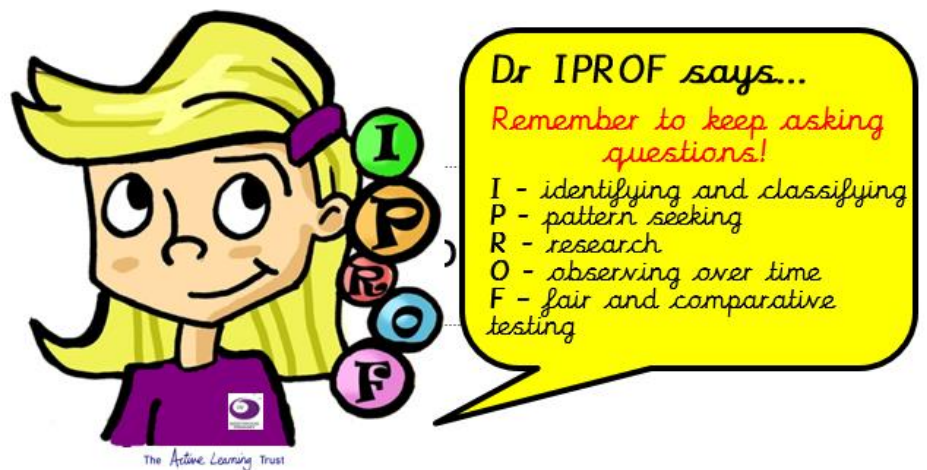 I
P
R
O
F
Dr IPROF says...
Remember to keep asking
questions!
I - identifying and classifying
P - pattern seeking
R - research
O - observing over time
F - fair and comparative
testing
The Active Learning Trust